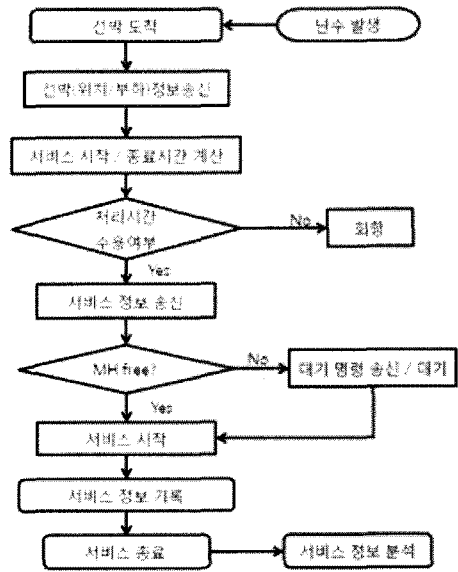 선박 도착
난수 발생
선박(위치/부하)정보송신
서비스 시작 / 종료시간 계산
처리시간
수용여부
No
회항
Yes
서비스 정보 송신
MH free?
No
대기 명령 송신 / 대기
Yes
서비스 시작
서비스 정보 기록
서비스 종료
서비스 정보 분석